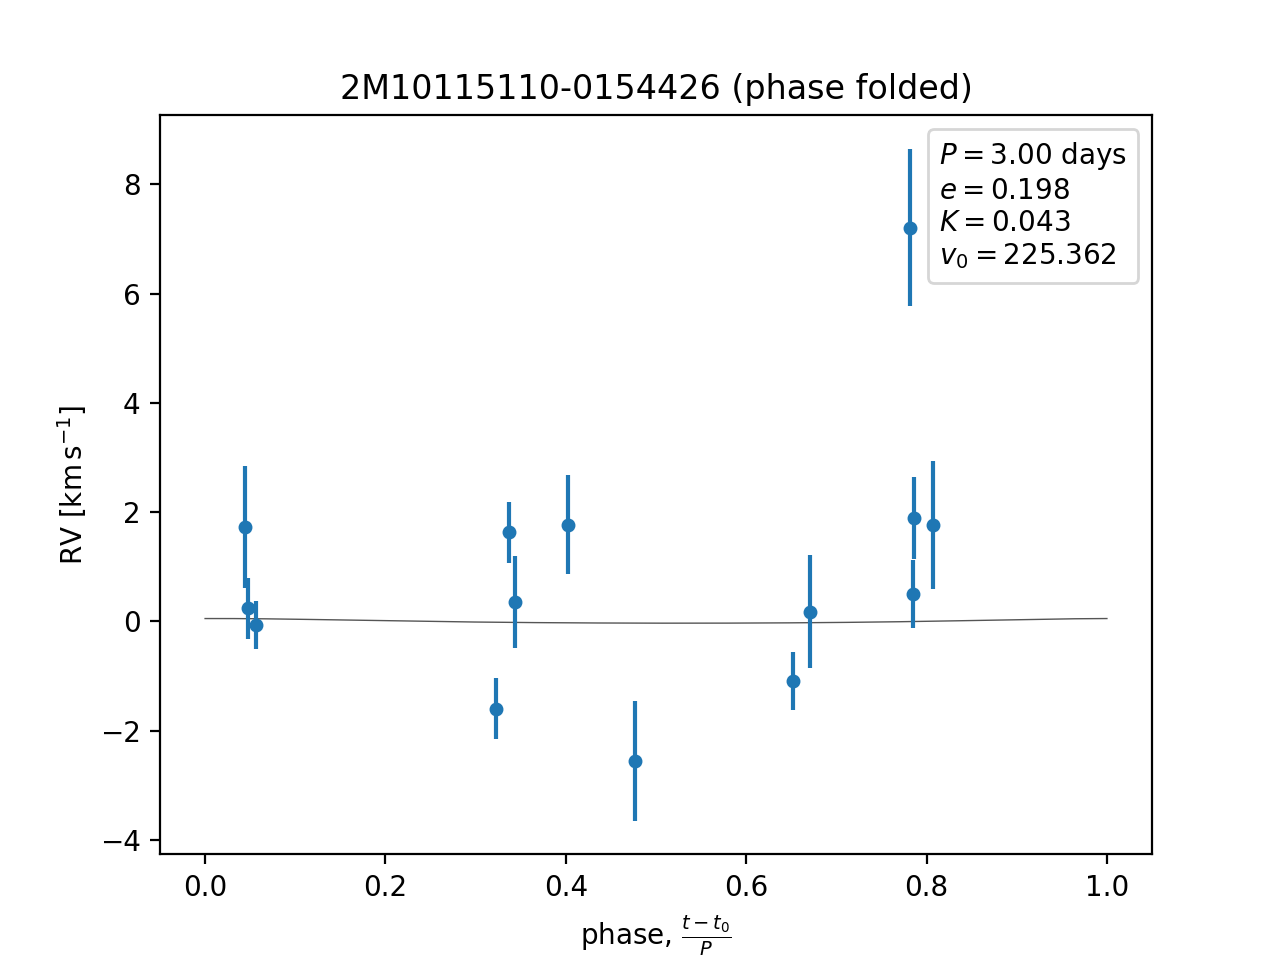 2M10115110-0154426 (phase folded)
P = 3.00 days
e = 0.198
K = 0.043
v₀ = 225.362
RV [km s⁻¹]
8
6
4
2
0
−2
−4
0.0 0.2 0.4 0.6 0.8 1.0
phase, (t − t₀)/P